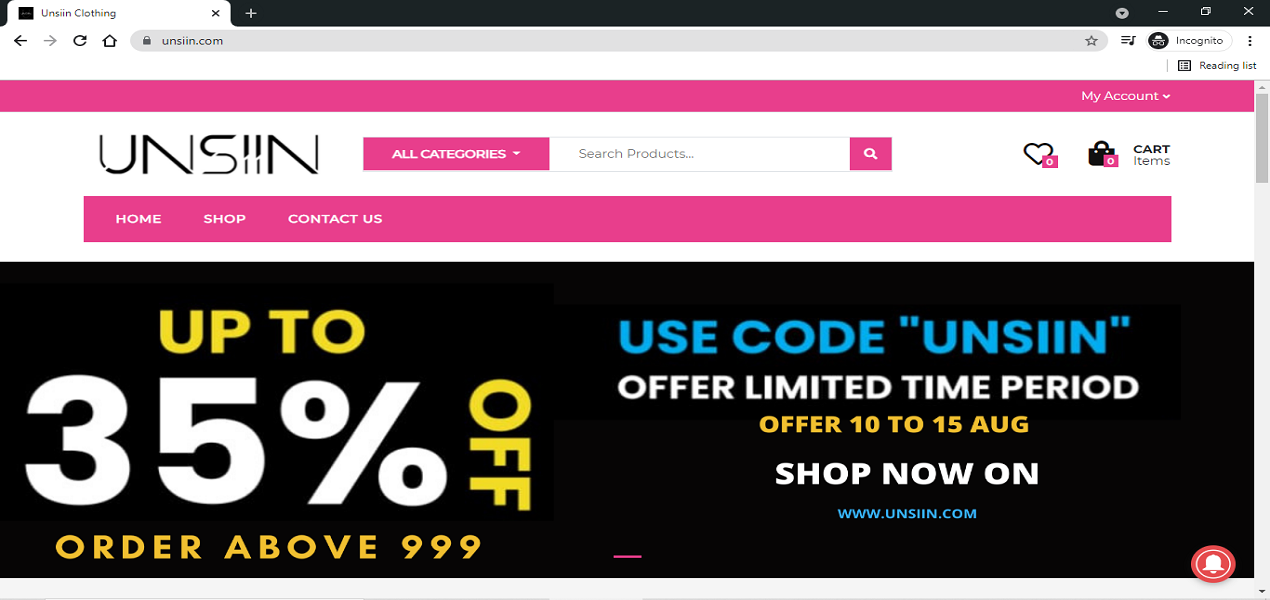 Unsiin Clothing
unsiin.com
Incognito
Reading list
My Account
UNSIIN
ALL CATEGORIES
Search Products...
0
0
CART
Items
HOME
SHOP
CONTACT US
UP TO
35%
OFF
ORDER ABOVE 999
USE CODE "UNSIIN"
OFFER LIMITED TIME PERIOD
OFFER 10 TO 15 AUG
SHOP NOW ON
WWW.UNSIIN.COM